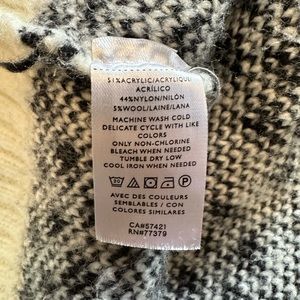 51%ACRYLIC/ACRYLIQUE
ACRÍLICO
44%NYLON/NILÓN
5%WOOL/LAINE/LANA
MACHINE WASH COLD
DELICATE CYCLE WITH LIKE
COLORS
ONLY NON-CHLORINE
BLEACH WHEN NEEDED
TUMBLE DRY LOW
COOL IRON WHEN NEEDED
AVEC DES COULEURS
SEMBLABLES / CON
COLORES SIMILARES
CA#57421
RN#77379